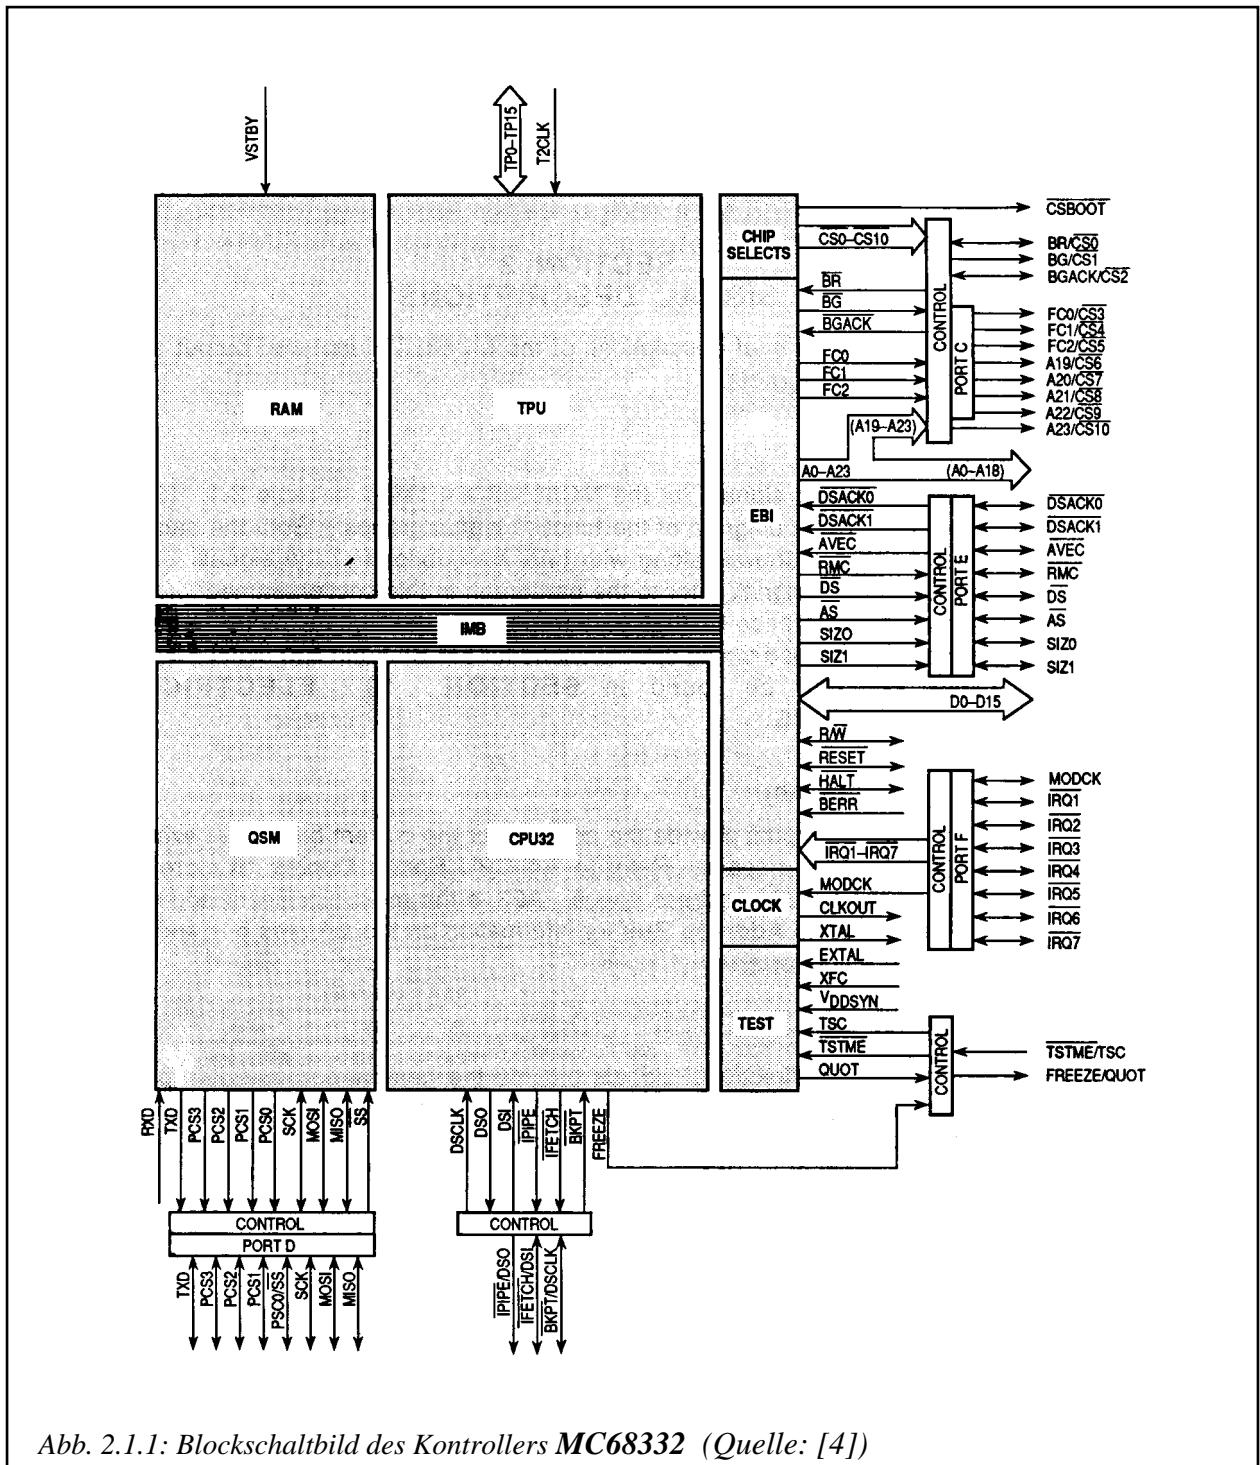 VSTBY
TP0–TP15
T2CLK
RAM
TPU
IMB
QSM
CPU32
CHIP
SELECTS
EBI
CLOCK
TEST
CS0–CS10
BR
BG
BGACK
FC0
FC1
FC2
(A19–A23)
A0–A23
(A0–A18)
DSACK0
DSACK1
AVEC
RMC
DS
AS
SIZO
SIZ1
D0–D15
R/W
RESET
HALT
BERR
IRQ1–IRQ7
MODCK
CLKOUT
XTAL
EXTAL
XFC
VDDSYN
TSC
TSTME
QUOT
CONTROL
PORT C
CONTROL
PORT E
CONTROL
PORT F
CONTROL
CSBOOT
BR/CS0
BG/CS1
BGACK/CS2
FC0/CS3
FC1/CS4
FC2/CS5
A19/CS6
A20/CS7
A21/CS8
A22/CS9
A23/CS10
DSACK0
DSACK1
AVEC
RMC
DS
AS
SIZ0
SIZ1
MODCK
IRQ1
IRQ2
IRQ3
IRQ4
IRQ5
IRQ6
IRQ7
TSTME/TSC
FREEZE/QUOT
RXD
TXD
PCS3
PCS2
PCS1
PCS0
SCK
MOSI
MISO
SS
CONTROL
PORT D
TXD
PCS3
PCS2
PCS1
PSC0/SS
SCK
MOSI
MISO
DSCLK
DSO
DSI
IPIPE
IFETCH
BKPT
FREEZE
CONTROL
IPIPE/DSO
IFETCH/DSI
BKPT/DSCLK
Abb. 2.1.1: Blockschaltbild des Kontrollers MC68332 (Quelle: [4])